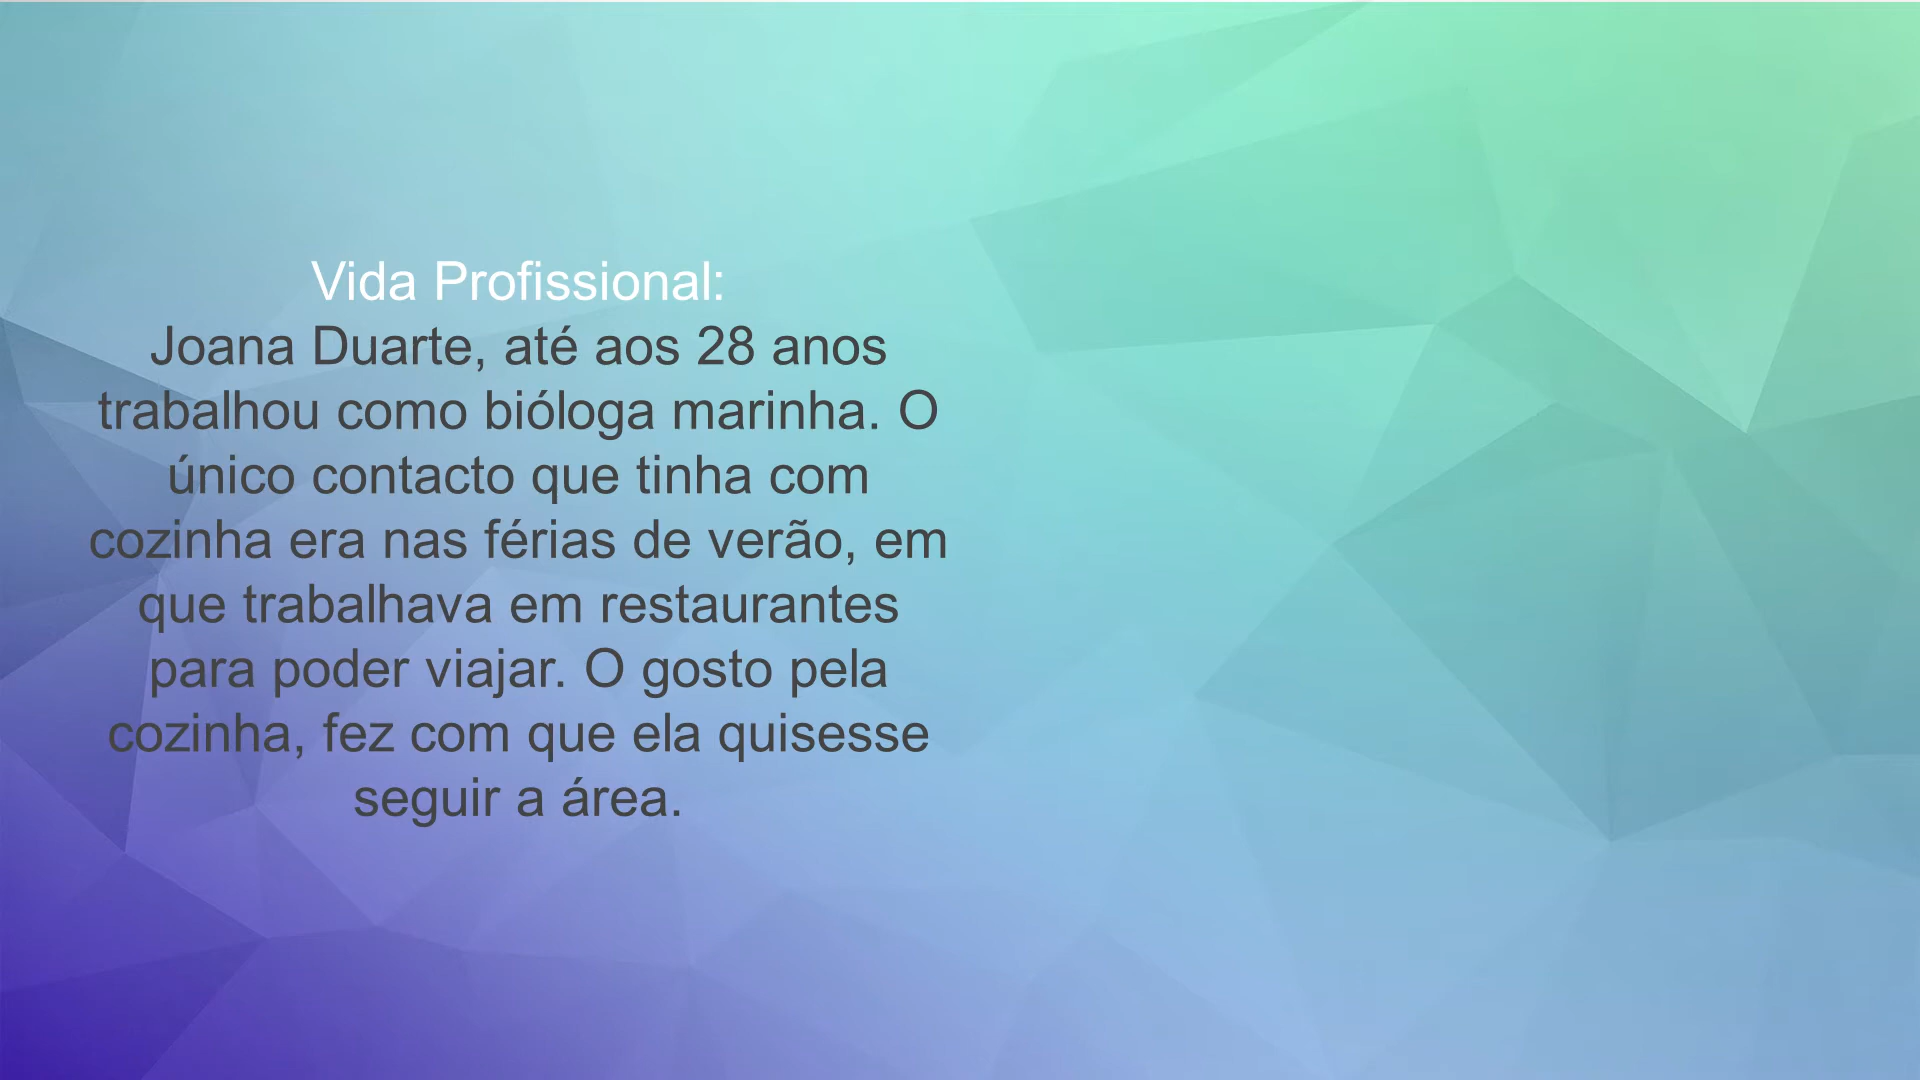 Vida Profissional:
Joana Duarte, até aos 28 anos
trabalhou como bióloga marinha. O
único contacto que tinha com
cozinha era nas férias de verão, em
que trabalhava em restaurantes
para poder viajar. O gosto pela
cozinha, fez com que ela quisesse
seguir a área.